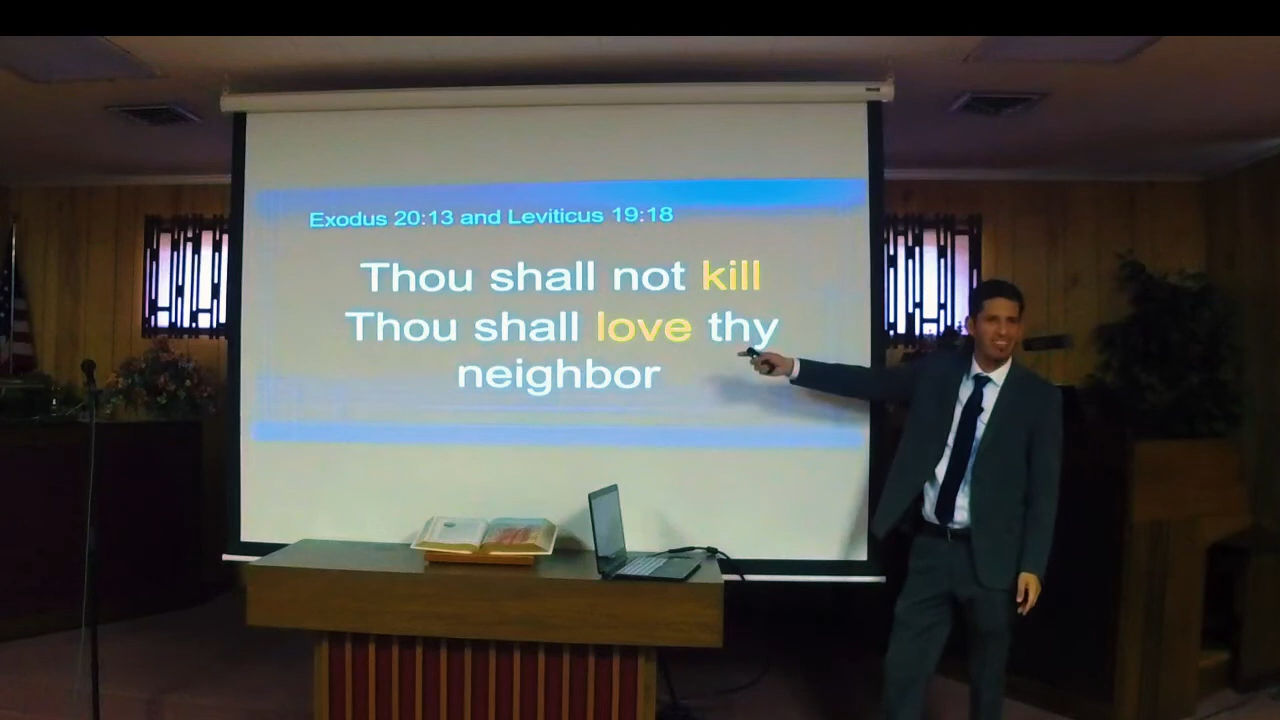 Exodus 20:13 and Leviticus 19:18
Thou shall not kill
Thou shall love thy
neighbor